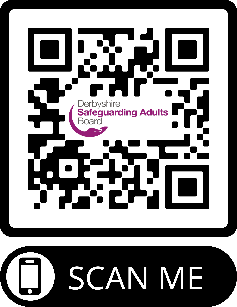 Derbyshire
Safeguarding Adults
Board
SCAN ME